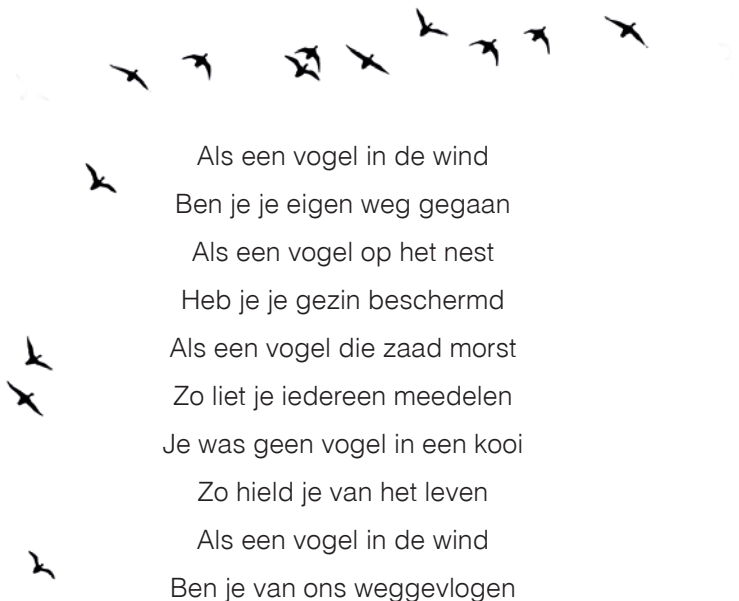 Als een vogel in de wind
Ben je je eigen weg gegaan
Als een vogel op het nest
Heb je je gezin beschermd
Als een vogel die zaad morst
Zo liet je iedereen meedelen
Je was geen vogel in een kooi
Zo hield je van het leven
Als een vogel in de wind
Ben je van ons weggevlogen